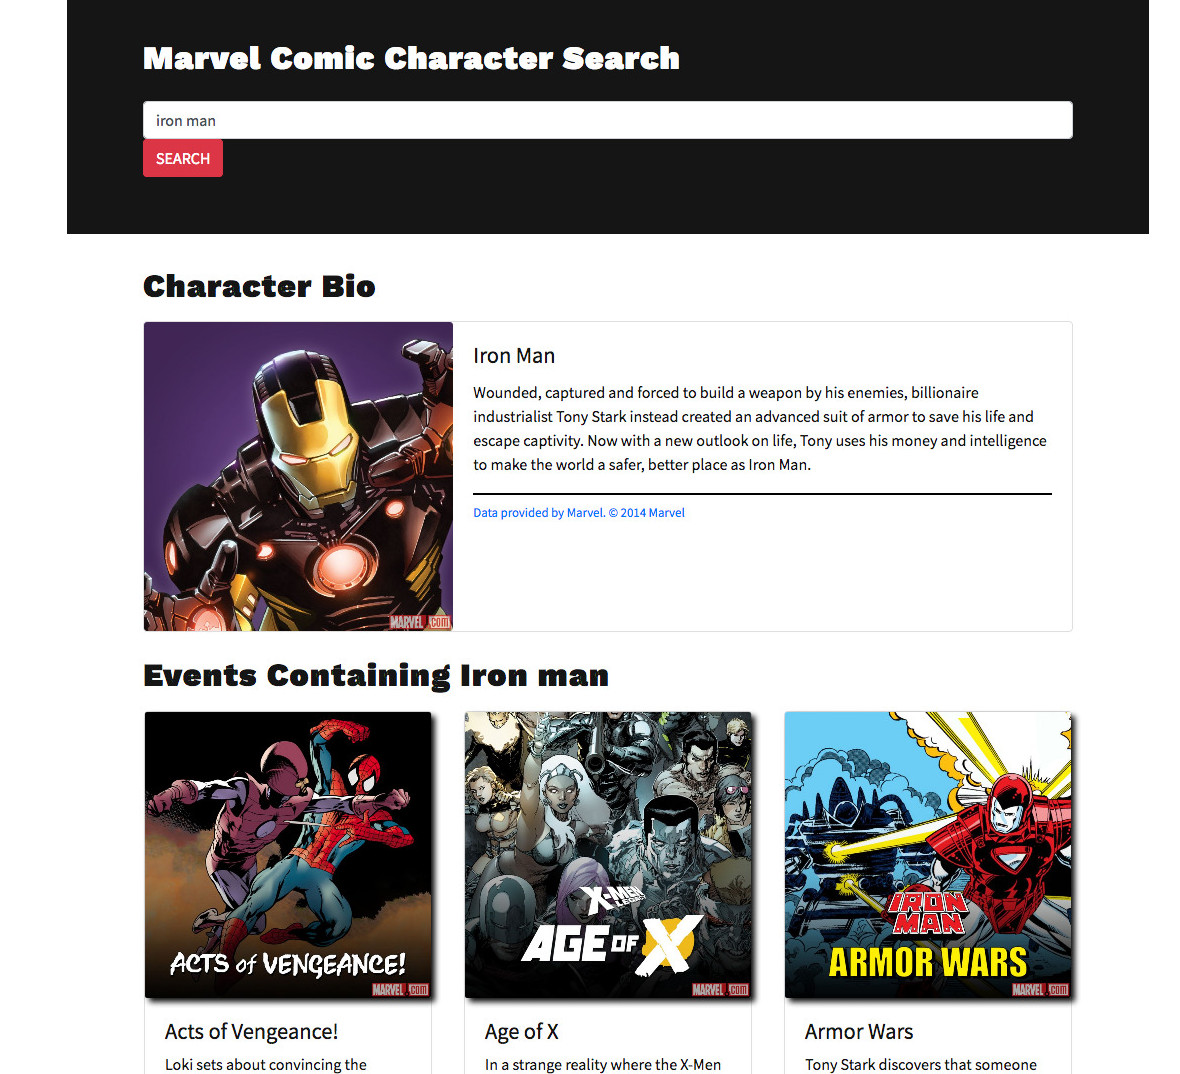 Marvel Comic Character Search
iron man
SEARCH
Character Bio
MARVEL.com
Iron Man
Wounded, captured and forced to build a weapon by his enemies, billionaire
industrialist Tony Stark instead created an advanced suit of armor to save his life and
escape captivity. Now with a new outlook on life, Tony uses his money and intelligence
to make the world a safer, better place as Iron Man.
Data provided by Marvel. © 2014 Marvel
Events Containing Iron man
ACTS of VENGEANCE!
MARVEL.com
X-MEN
LEGACY
AGE OF X
MARVEL.com
IRON
MAN
ARMOR WARS
MARVEL.com
Acts of Vengeance!
Loki sets about convincing the
Age of X
In a strange reality where the X-Men
Armor Wars
Tony Stark discovers that someone